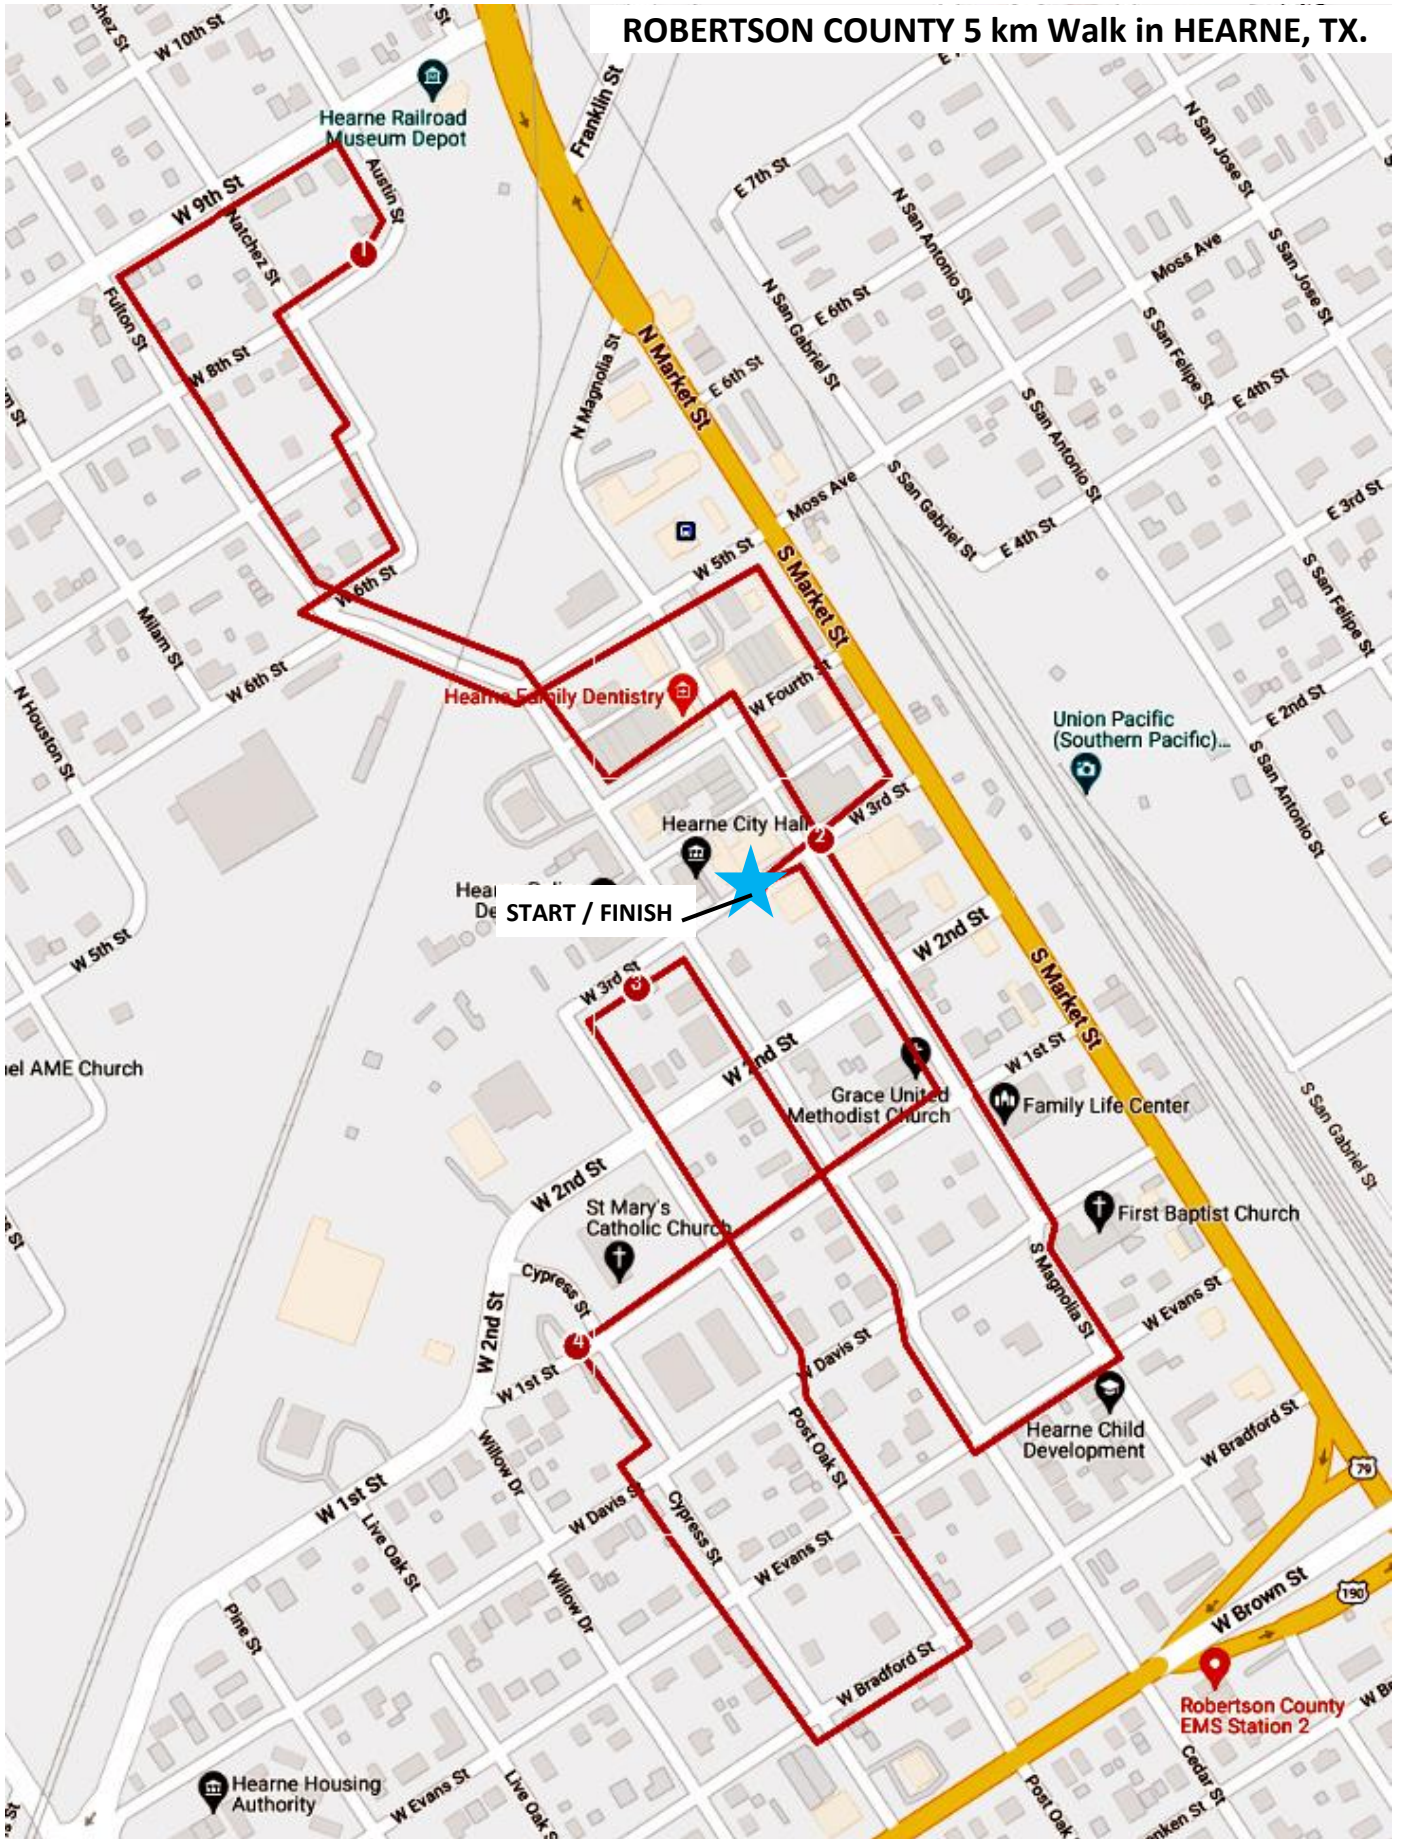 ROBERTSON COUNTY 5 km Walk in HEARNE, TX.
W 10th St
Franklin St
Hearne Railroad
Museum Depot
N San Jose St
E 7th St
Austin St
W 9th St
Natchez St
N San Antonio St
Moss Ave
S San Jose St
Fulton St
N San Gabriel St
E 6th St
S San Felipe St
W 8th St
N Magnolia St
N Market St
E 6th St
E 4th St
S San Antonio St
Moss Ave
S San Gabriel St
E 3rd St
E 4th St
W 5th St
S Market St
W 6th St
S San Felipe St
Milam St
W 6th St
N Houston St
Hearne Family Dentistry
W Fourth St
E 2nd St
Union Pacific
(Southern Pacific)...
S San Antonio St
W 3rd St
Hearne City Hall
2
1
START / FINISH
W 5th St
W 2nd St
S Market St
W 3rd St
3
W 2nd St
W 1st St
el AME Church
Grace United
Methodist Church
Family Life Center
S San Gabriel St
W 2nd St
St Mary's
Catholic Church
First Baptist Church
Cypress St
S Magnolia St
W Evans St
W 2nd St
4
W Davis St
W 1st St
Hearne Child
Development
Post Oak St
W Bradford St
79
Willow Dr
W 1st St
Live Oak St
W Davis St
Cypress St
W Evans St
Willow Dr
W Brown St
190
Pine St
W Bradford St
Robertson County
EMS Station 2
Hearne Housing
Authority
W Evans St
Live Oak S
Post Oak
Cedar St